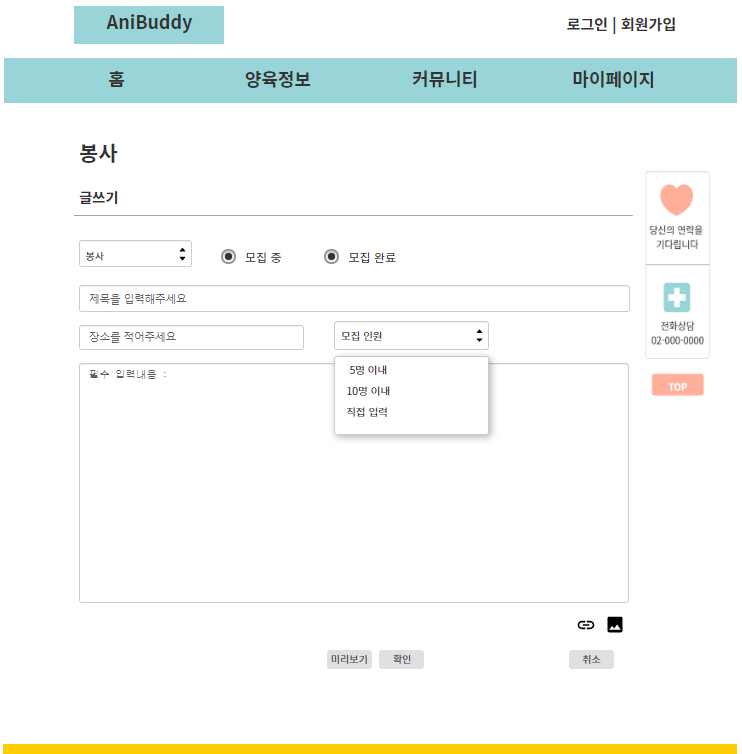 AniBuddy
로그인 | 회원가입
홈 양육정보 커뮤니티 마이페이지
봉사
글쓰기
봉사
모집 중
모집 완료
제목을 입력해주세요
장소를 적어주세요
모집 인원
5명 이내
10명 이내
직접 입력
필수 입력내용 :
미리보기
확인
취소
당신의 연락을
기다립니다
전화상담
02-000-0000
TOP